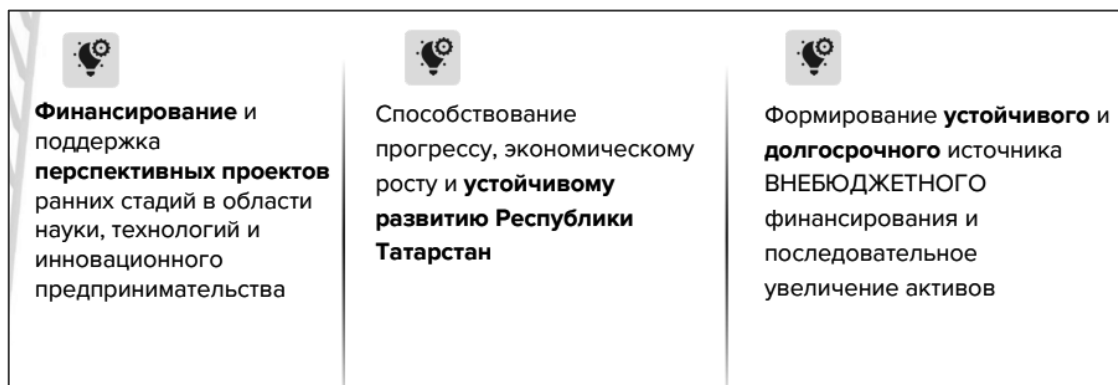 Финансирование и
поддержка
перспективных проектов
ранних стадий в области
науки, технологий и
инновационного
предпринимательства
Способствование
прогрессу, экономическому
росту и устойчивому
развитию Республики
Татарстан
Формирование устойчивого и
долгосрочного источника
ВНЕБЮДЖЕТНОГО
финансирования и
последовательное
увеличение активов